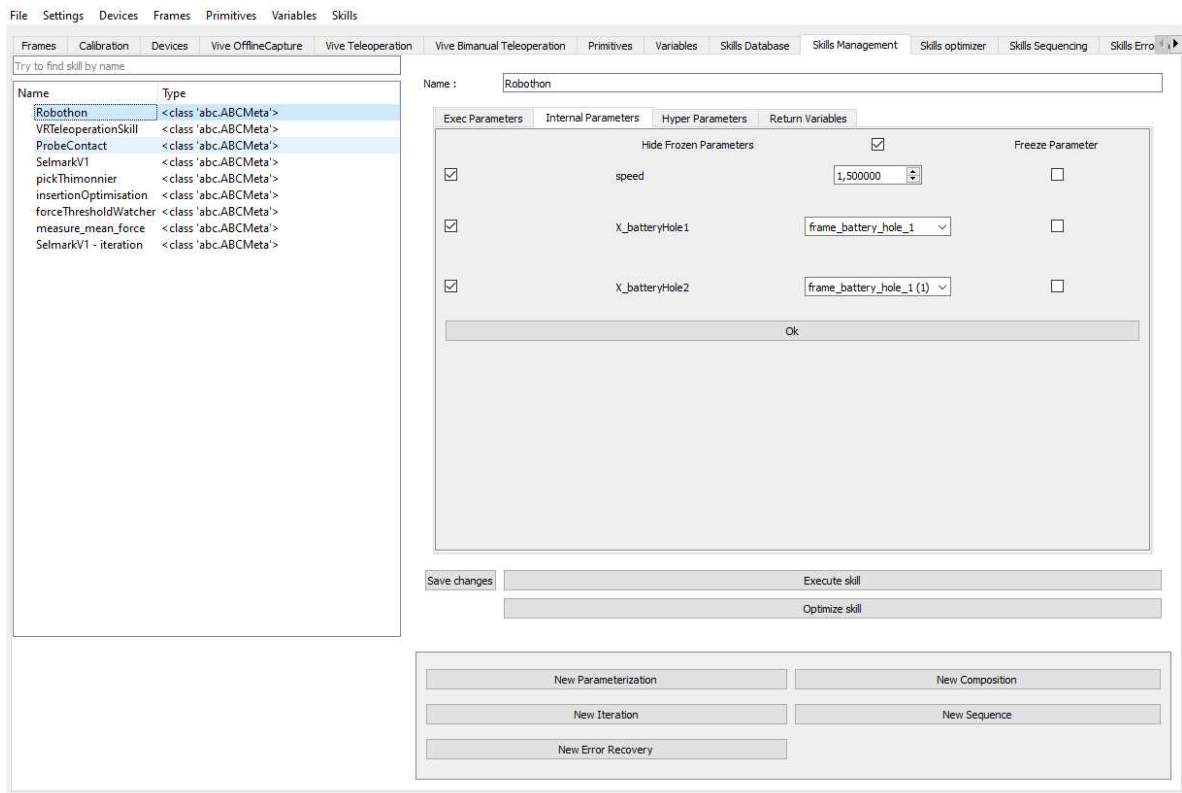 File Settings Devices Frames Primitives Variables Skills
Frames Calibration Devices Vive OfflineCapture Vive Teleoperation Vive Bimanual Teleoperation Primitives Variables Skills Database Skills Management Skills optimizer Skills Sequencing Skills Erro
Try to find skill by name
Name Type
Robothon <class 'abc.ABCMeta'>
VRTeleoperationSkill <class 'abc.ABCMeta'>
ProbeContact <class 'abc.ABCMeta'>
SelmarkV1 <class 'abc.ABCMeta'>
pickThimonnier <class 'abc.ABCMeta'>
insertionOptimisation <class 'abc.ABCMeta'>
forceThresholdWatcher <class 'abc.ABCMeta'>
measure_mean_force <class 'abc.ABCMeta'>
SelmarkV1 - iteration <class 'abc.ABCMeta'>
Name : Robothon
Exec Parameters Internal Parameters Hyper Parameters Return Variables
Hide Frozen Parameters Freeze Parameter
speed 1,500000
X_batteryHole1 frame_battery_hole_1
X_batteryHole2 frame_battery_hole_1 (1)
Ok
Save changes Execute skill
Optimize skill
New Parameterization New Composition
New Iteration New Sequence
New Error Recovery